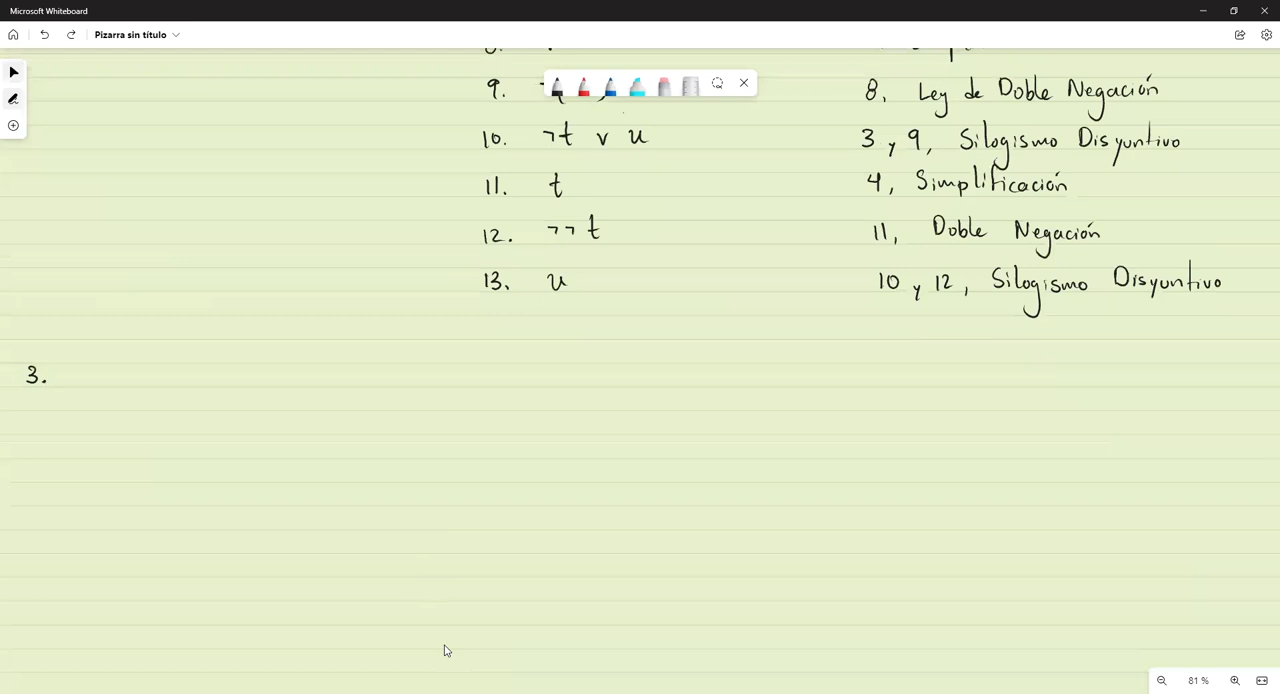 Microsoft Whiteboard
Pizarra sin título
9. 8, Ley de Doble Negación
10. ¬t v u 3 y 9, Silogismo Disyuntivo
11. t 4, Simplificación
12. ¬¬t 11, Doble Negación
13. u 10 y 12, Silogismo Disyuntivo
3.
81 %